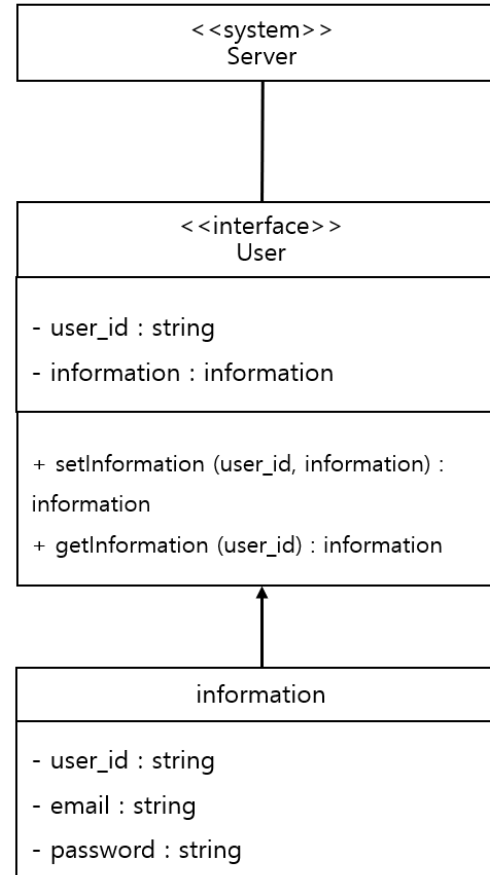 <<system>>
Server
<<interface>>
User
- user_id : string
- information : information
+ setInformation (user_id, information) :
information
+ getInformation (user_id) : information
information
- user_id : string
- email : string
- password : string